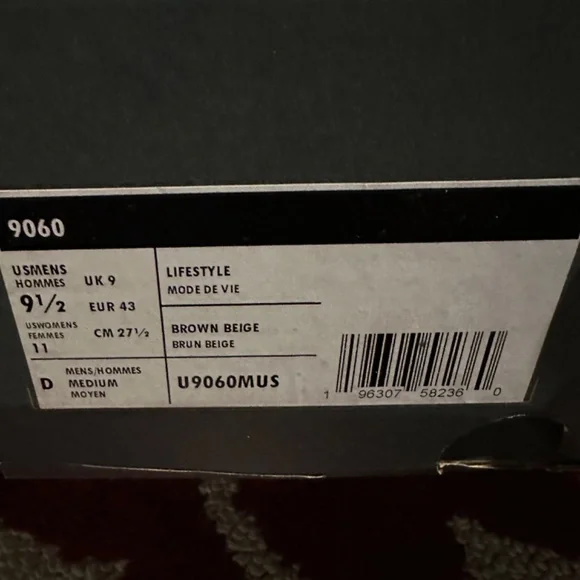 9060
USMENS
HOMMES
9½
USWOMENS
FEMMES
11
UK 9
EUR 43
CM 27½
D
MENS/HOMMES
MEDIUM
MOYEN
LIFESTYLE
MODE DE VIE
BROWN BEIGE
BRUN BEIGE
U9060MUS
1 96307 58236 0